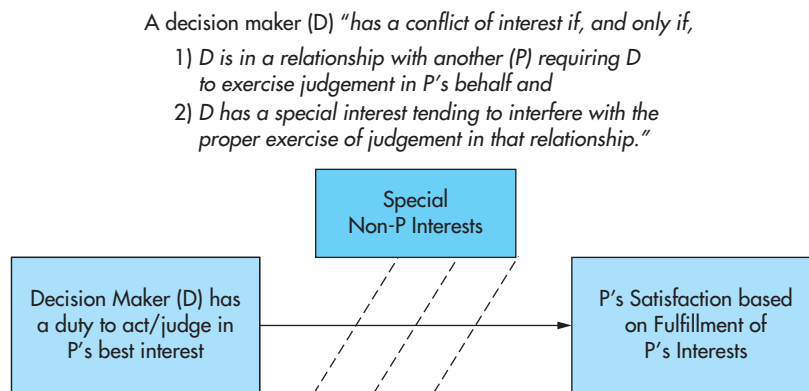 A decision maker (D) “has a conflict of interest if, and only if,
1) D is in a relationship with another (P) requiring D
to exercise judgement in P’s behalf and
2) D has a special interest tending to interfere with the
proper exercise of judgement in that relationship.”
Special
Non-P Interests
Decision Maker (D) has
a duty to act/judge in
P’s best interest
P’s Satisfaction based
on Fulfillment of
P’s Interests